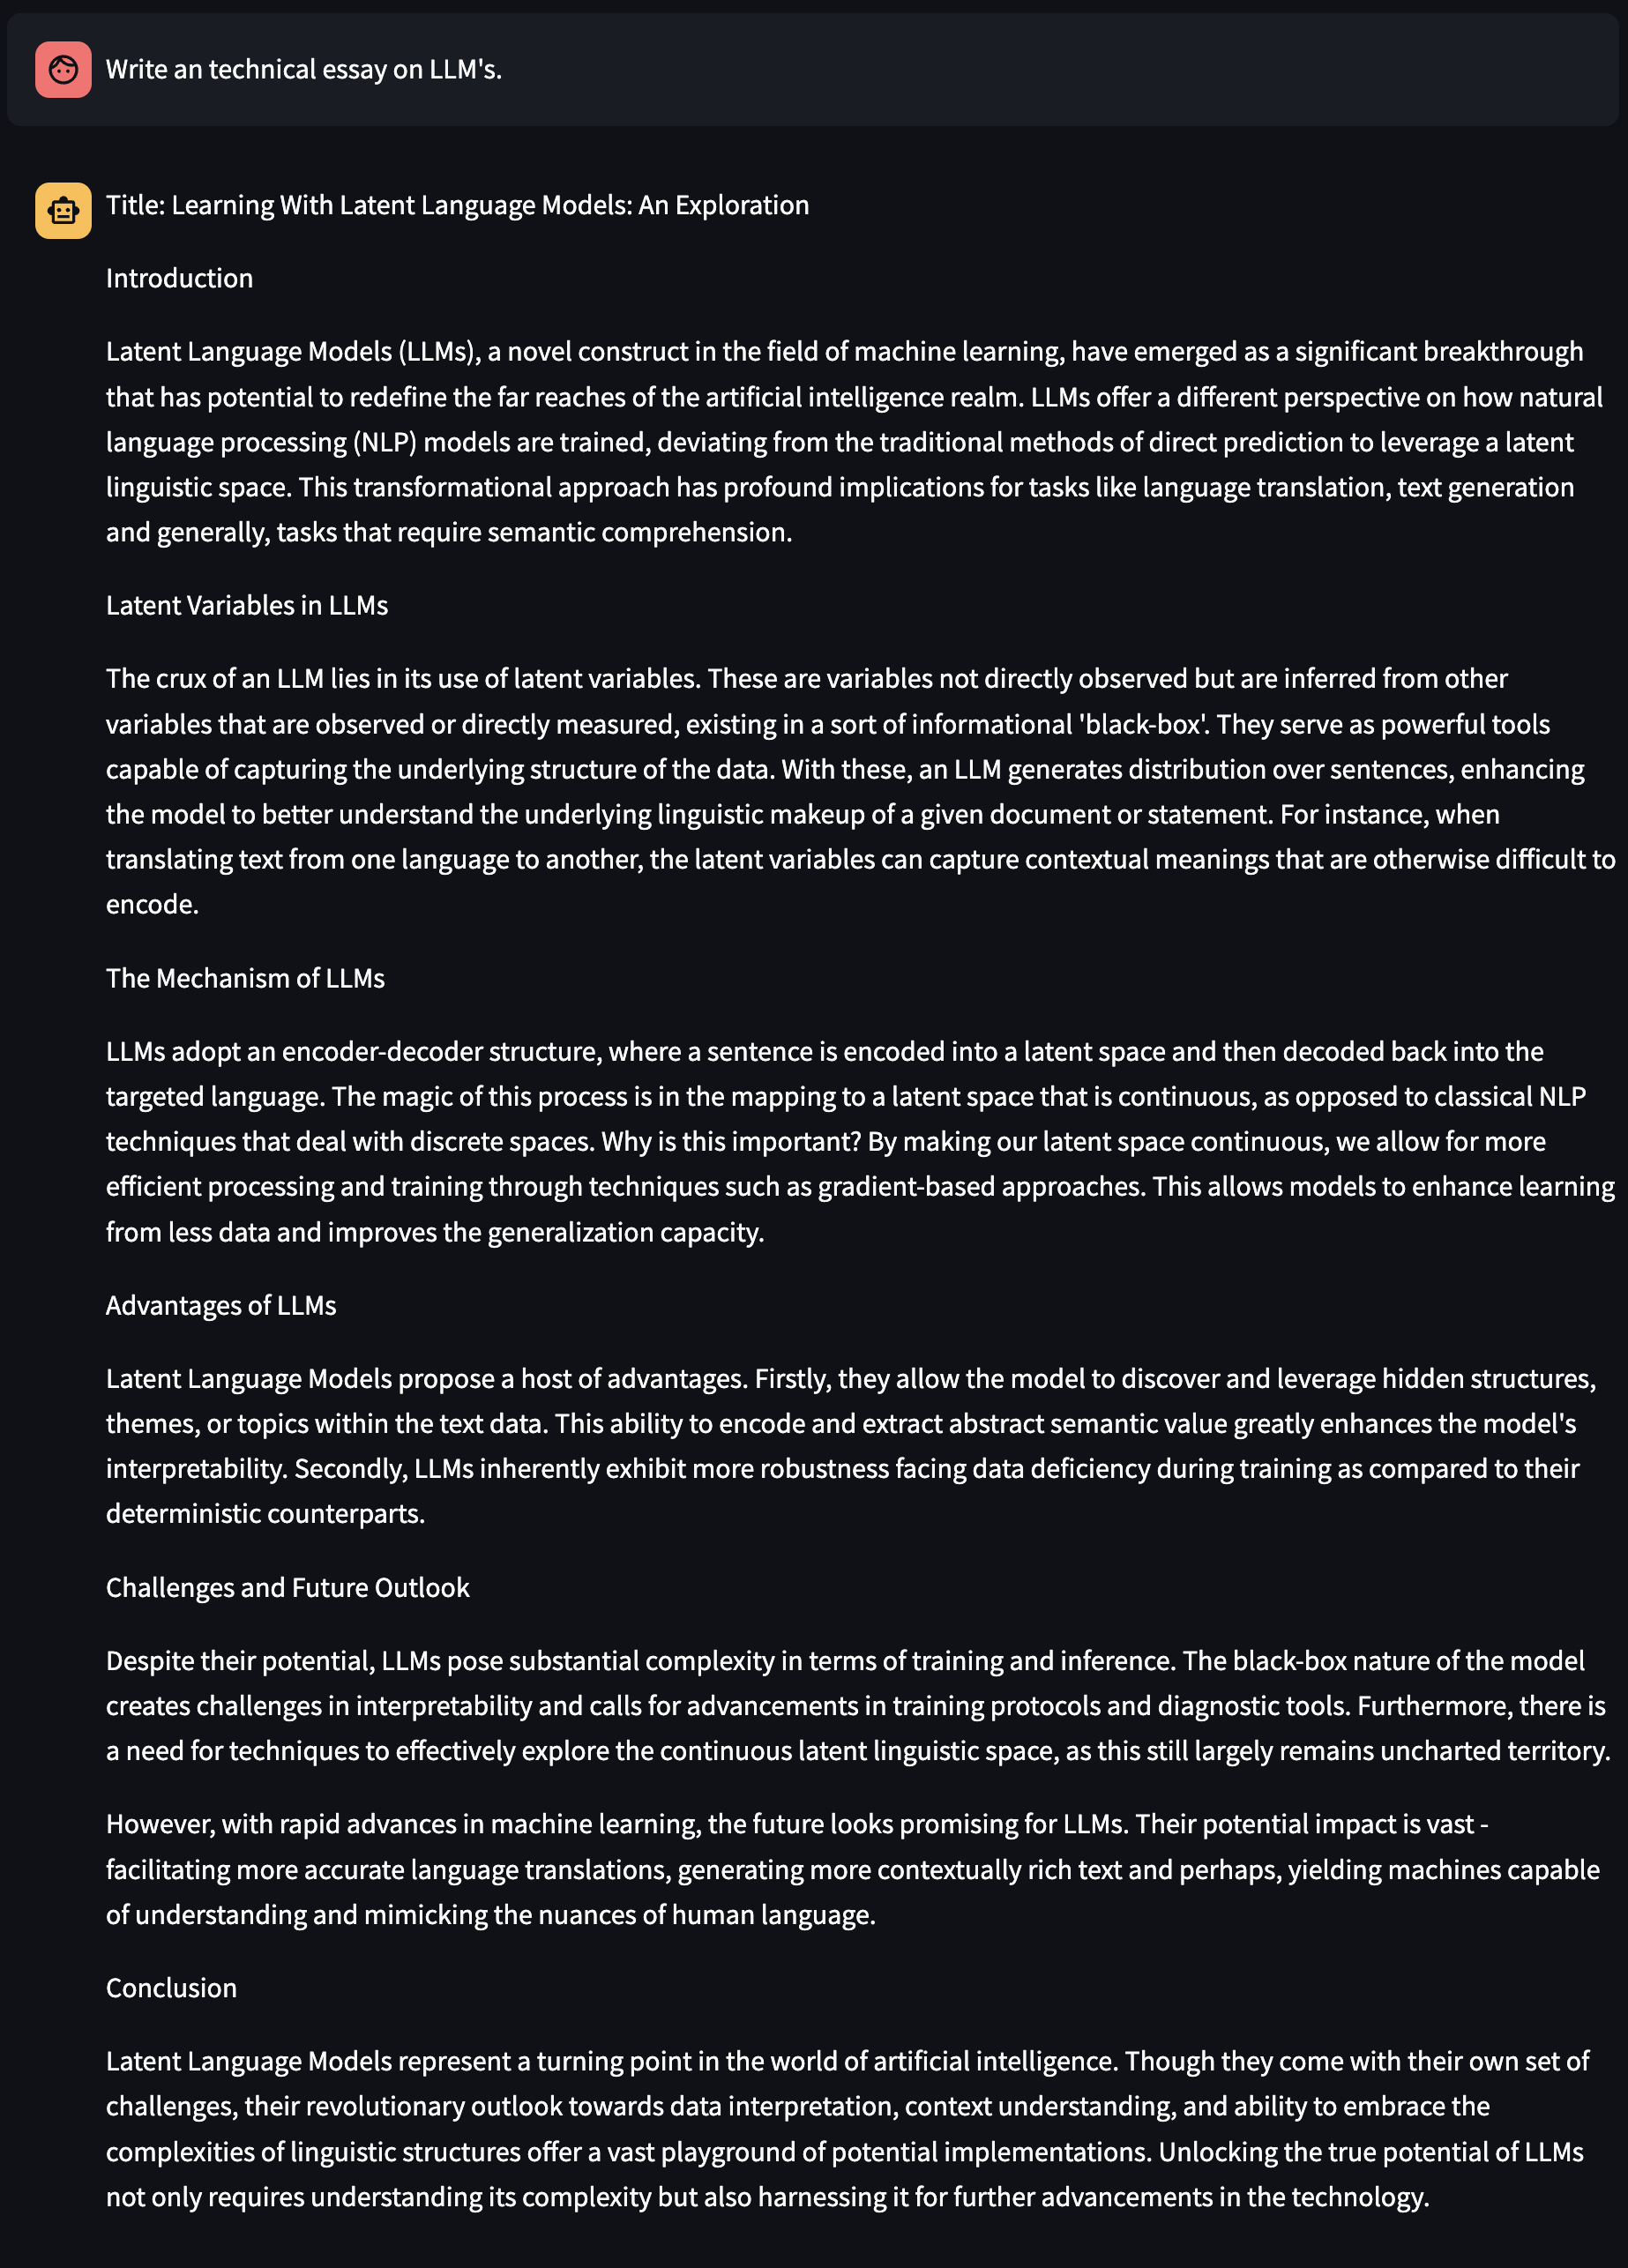 Write an technical essay on LLM's.
Title: Learning With Latent Language Models: An Exploration
Introduction
Latent Language Models (LLMs), a novel construct in the field of machine learning, have emerged as a significant breakthrough
that has potential to redefine the far reaches of the artificial intelligence realm. LLMs offer a different perspective on how natural
language processing (NLP) models are trained, deviating from the traditional methods of direct prediction to leverage a latent
linguistic space. This transformational approach has profound implications for tasks like language translation, text generation
and generally, tasks that require semantic comprehension.
Latent Variables in LLMs
The crux of an LLM lies in its use of latent variables. These are variables not directly observed but are inferred from other
variables that are observed or directly measured, existing in a sort of informational 'black-box'. They serve as powerful tools
capable of capturing the underlying structure of the data. With these, an LLM generates distribution over sentences, enhancing
the model to better understand the underlying linguistic makeup of a given document or statement. For instance, when
translating text from one language to another, the latent variables can capture contextual meanings that are otherwise difficult to
encode.
The Mechanism of LLMs
LLMs adopt an encoder-decoder structure, where a sentence is encoded into a latent space and then decoded back into the
targeted language. The magic of this process is in the mapping to a latent space that is continuous, as opposed to classical NLP
techniques that deal with discrete spaces. Why is this important? By making our latent space continuous, we allow for more
efficient processing and training through techniques such as gradient-based approaches. This allows models to enhance learning
from less data and improves the generalization capacity.
Advantages of LLMs
Latent Language Models propose a host of advantages. Firstly, they allow the model to discover and leverage hidden structures,
themes, or topics within the text data. This ability to encode and extract abstract semantic value greatly enhances the model's
interpretability. Secondly, LLMs inherently exhibit more robustness facing data deficiency during training as compared to their
deterministic counterparts.
Challenges and Future Outlook
Despite their potential, LLMs pose substantial complexity in terms of training and inference. The black-box nature of the model
creates challenges in interpretability and calls for advancements in training protocols and diagnostic tools. Furthermore, there is
a need for techniques to effectively explore the continuous latent linguistic space, as this still largely remains uncharted territory.
However, with rapid advances in machine learning, the future looks promising for LLMs. Their potential impact is vast -
facilitating more accurate language translations, generating more contextually rich text and perhaps, yielding machines capable
of understanding and mimicking the nuances of human language.
Conclusion
Latent Language Models represent a turning point in the world of artificial intelligence. Though they come with their own set of
challenges, their revolutionary outlook towards data interpretation, context understanding, and ability to embrace the
complexities of linguistic structures offer a vast playground of potential implementations. Unlocking the true potential of LLMs
not only requires understanding its complexity but also harnessing it for further advancements in the technology.